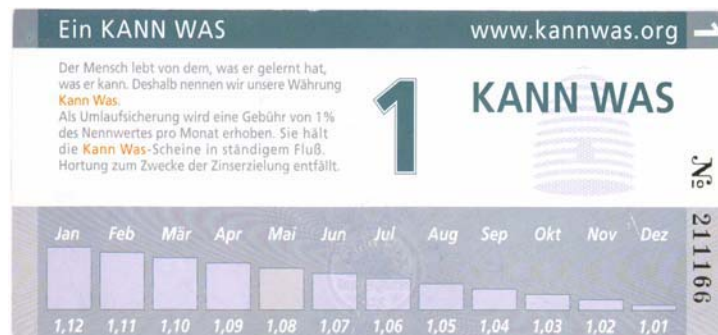 Ein KANN WAS
www.kannwas.org
1
Der Mensch lebt von dem, was er gelernt hat,
was er kann. Deshalb nennen wir unsere Währung
Kann Was.
Als Umlaufsicherung wird eine Gebühr von 1%
des Nennwertes pro Monat erhoben. Sie hält
die Kann Was-Scheine in ständigem Fluß.
Hortung zum Zwecke der Zinserzielung entfällt.
1
KANN WAS
№ 211166
Jan Feb Mär Apr Mai Jun Jul Aug Sep Okt Nov Dez
1,12 1,11 1,10 1,09 1,08 1,07 1,06 1,05 1,04 1,03 1,02 1,01